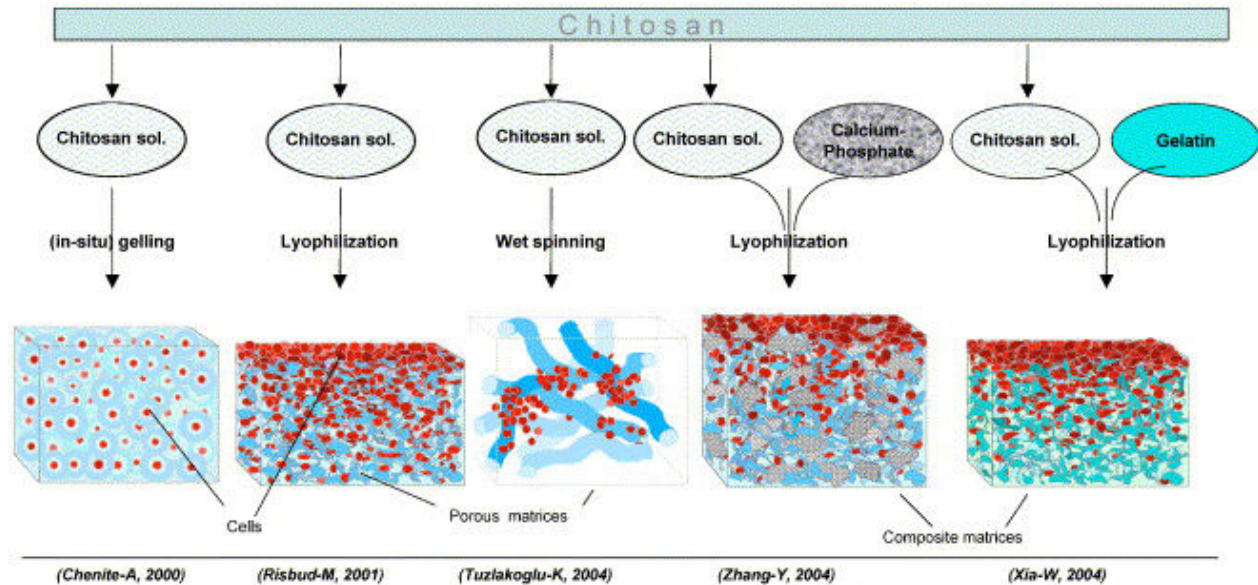 Chitosan
Chitosan sol.
Chitosan sol.
Chitosan sol.
Chitosan sol.
Calcium-
Phosphate
Chitosan sol.
Gelatin
(in-situ) gelling
Lyophilization
Wet spinning
Lyophilization
Lyophilization
Cells
Porous matrices
Composite matrices
(Chenite-A, 2000)
(Risbud-M, 2001)
(Tuzlakoglu-K, 2004)
(Zhang-Y, 2004)
(Xia-W, 2004)